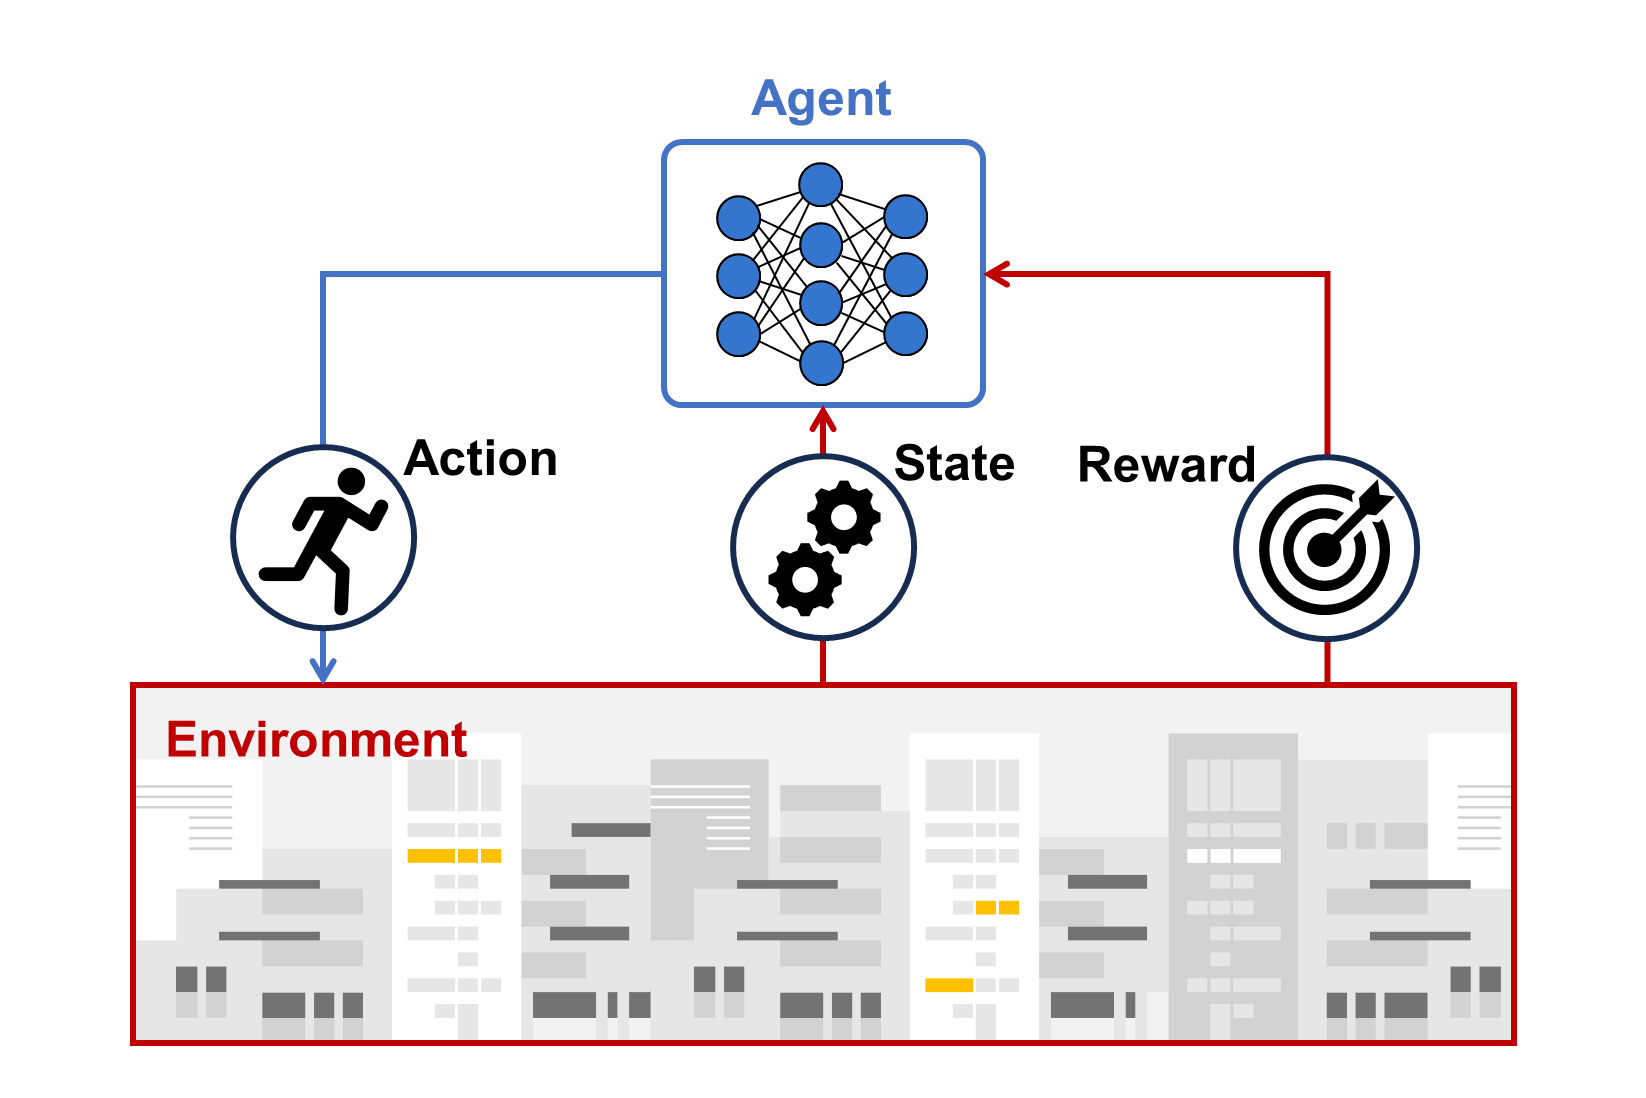 Agent
Action
State
Reward
Environment